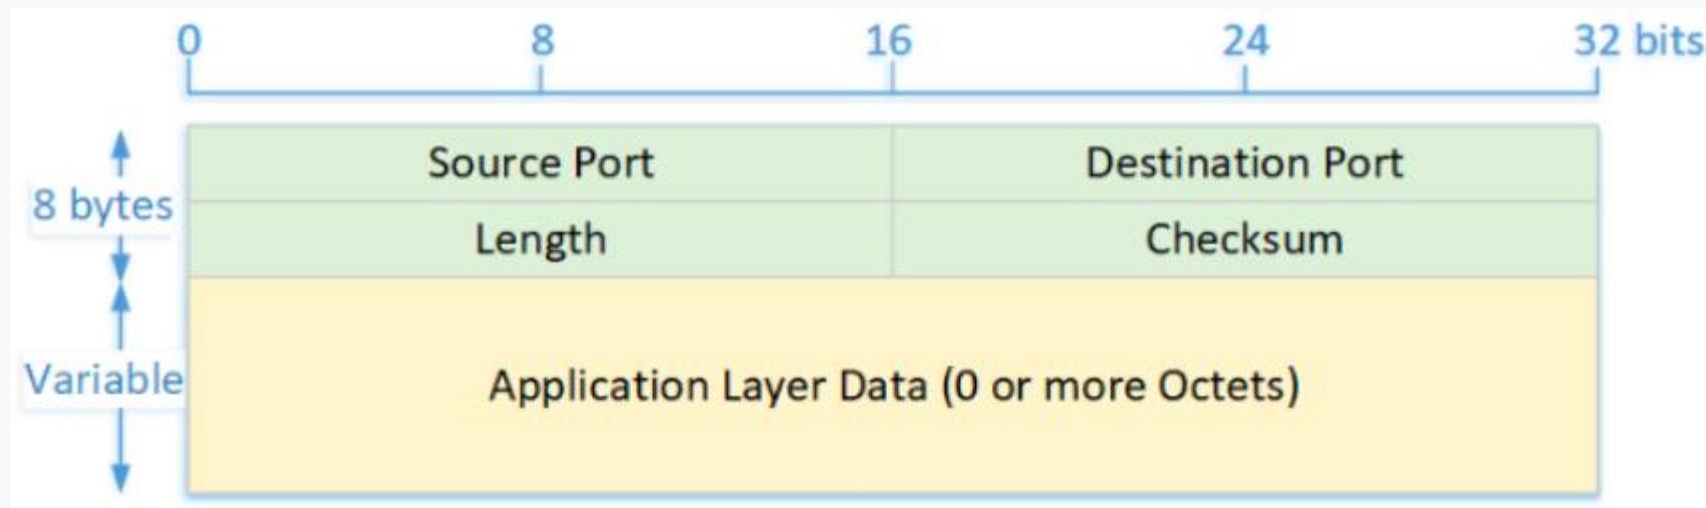 0 8 16 24 32 bits
Source Port Destination Port
8 bytes
Length Checksum
Variable
Application Layer Data (0 or more Octets)